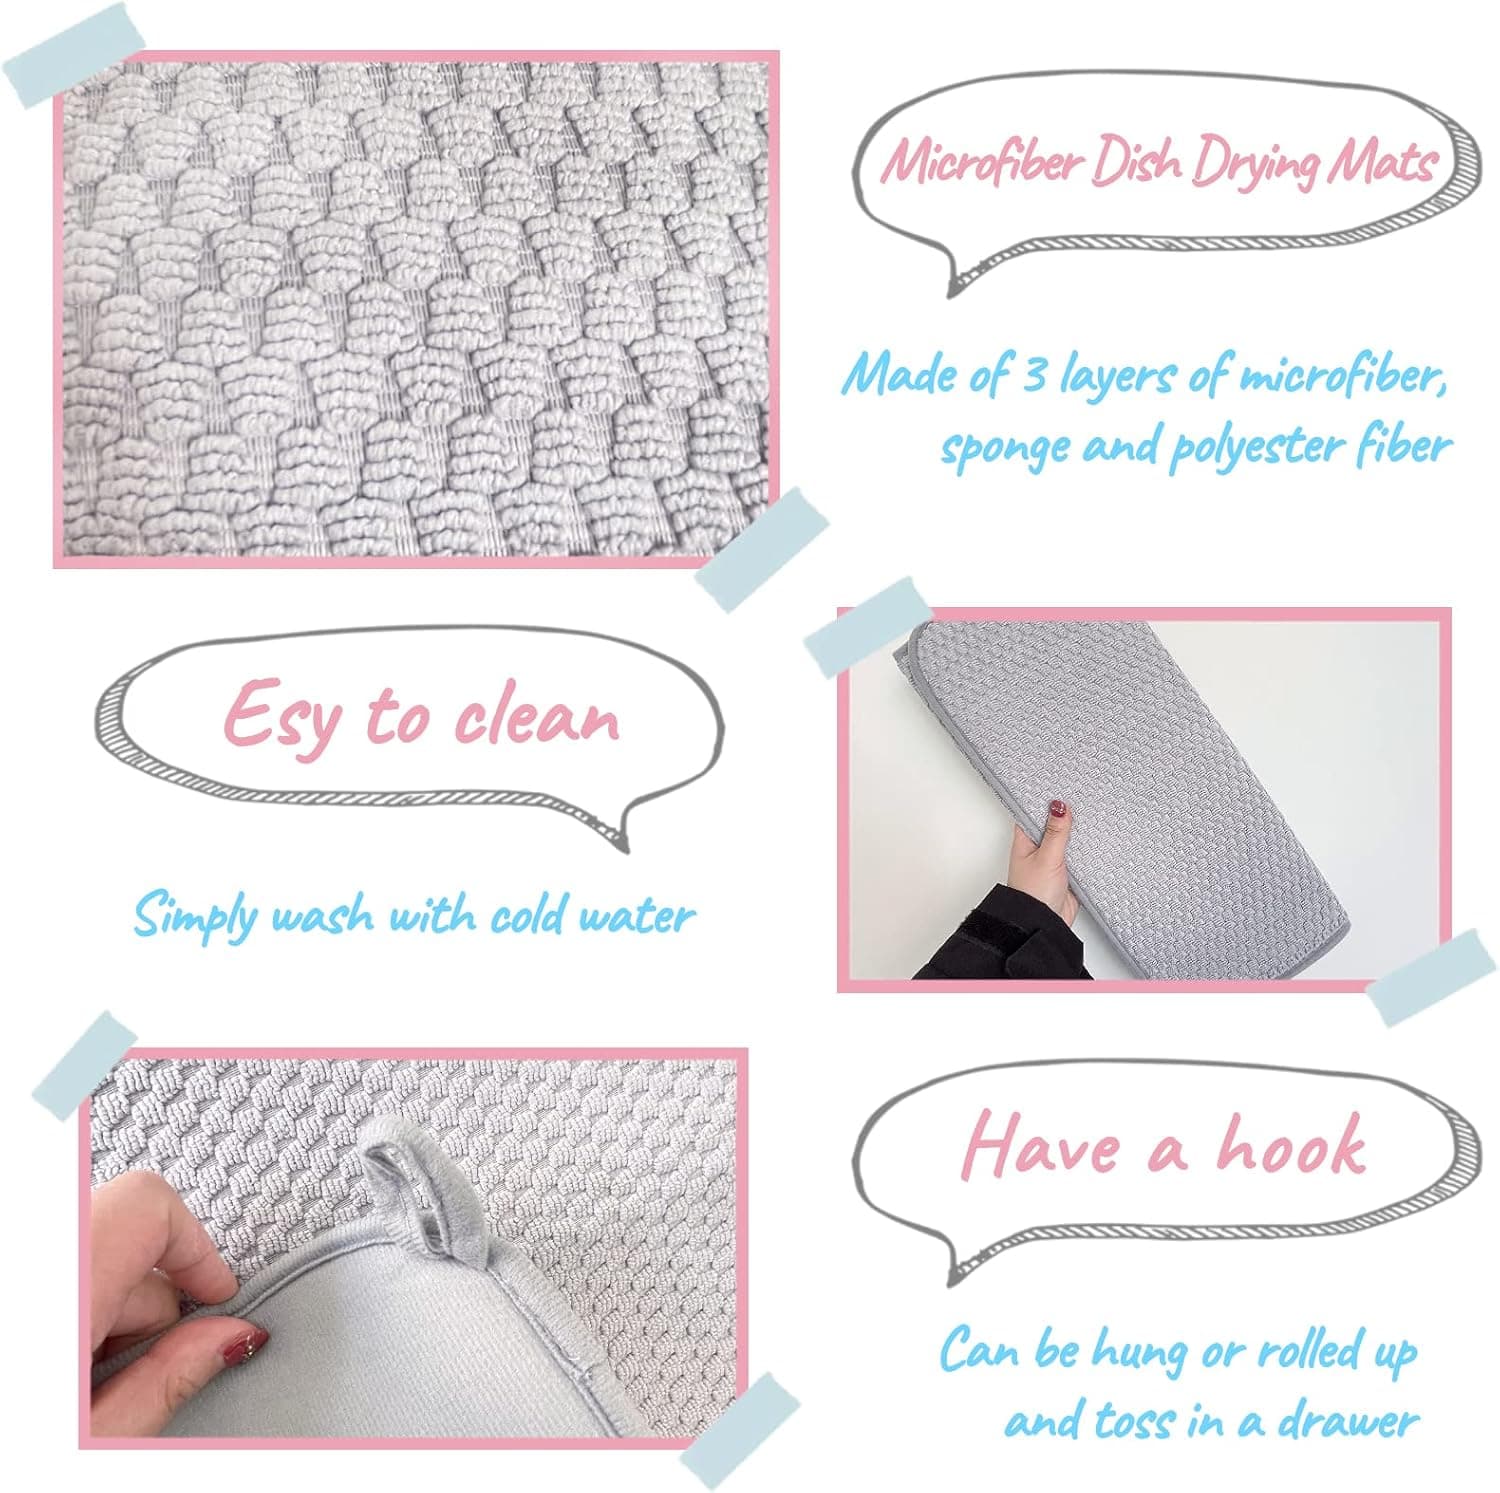 Microfiber Dish Drying Mats
Made of 3 layers of microfiber,
sponge and polyester fiber
Esy to clean
Simply wash with cold water
Have a hook
Can be hung or rolled up
and toss in a drawer